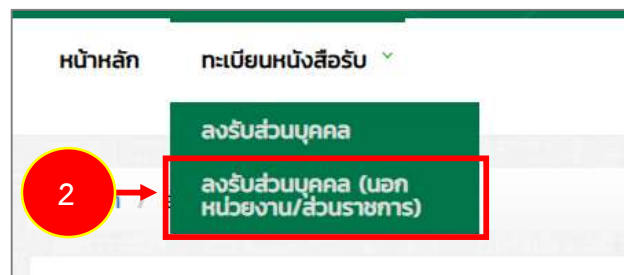 หน้าหลัก ทะเบียนหนังสือรับ
ลงรับส่วนบุคคล
ลงรับส่วนบุคคล (นอก
หน่วยงาน/ส่วนราชการ)
2